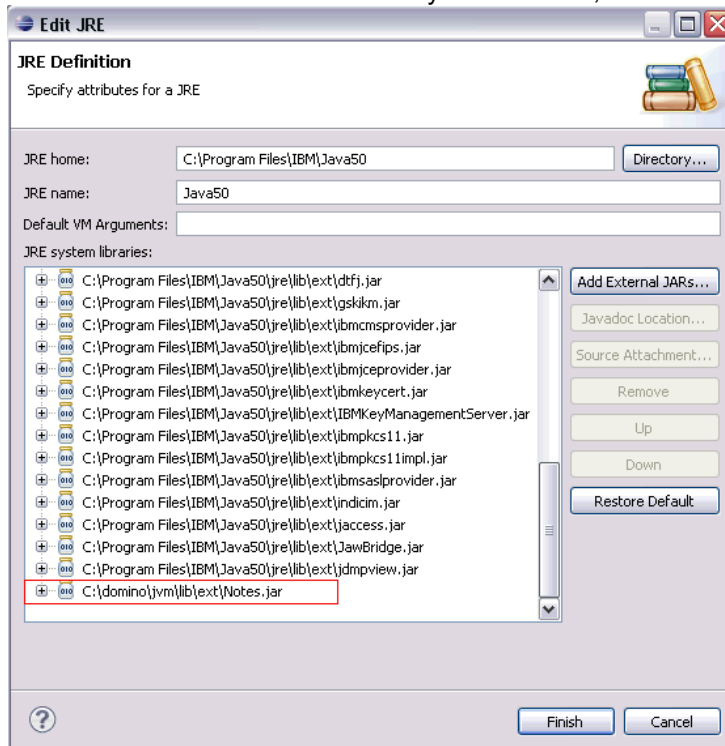 Edit JRE
JRE Definition
Specify attributes for a JRE
JRE home: C:\Program Files\IBM\Java50 Directory...
JRE name: Java50
Default VM Arguments:
JRE system libraries:
C:\Program Files\IBM\Java50\jre\lib\ext\dtfj.jar Add External JARs...
C:\Program Files\IBM\Java50\jre\lib\ext\gskikm.jar
C:\Program Files\IBM\Java50\jre\lib\ext\ibmcmsprovider.jar Javadoc Location...
C:\Program Files\IBM\Java50\jre\lib\ext\ibmjcefips.jar
C:\Program Files\IBM\Java50\jre\lib\ext\ibmjceprovider.jar Source Attachment...
C:\Program Files\IBM\Java50\jre\lib\ext\ibmkeycert.jar Remove
C:\Program Files\IBM\Java50\jre\lib\ext\IBMKeyManagementServer.jar
C:\Program Files\IBM\Java50\jre\lib\ext\ibmpkcs11.jar Up
C:\Program Files\IBM\Java50\jre\lib\ext\ibmpkcs11impl.jar Down
C:\Program Files\IBM\Java50\jre\lib\ext\ibmsaslprovider.jar
C:\Program Files\IBM\Java50\jre\lib\ext\indicim.jar Restore Default
C:\Program Files\IBM\Java50\jre\lib\ext\jaccess.jar
C:\Program Files\IBM\Java50\jre\lib\ext\JawBridge.jar
C:\Program Files\IBM\Java50\jre\lib\ext\jdmpview.jar
C:\domino\jvm\lib\ext\Notes.jar
Finish Cancel